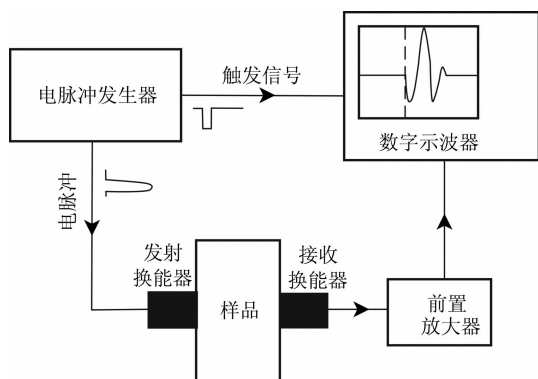 电脉冲发生器
触发信号
数字示波器
电脉冲
发射
换能器
样品
接收
换能器
前置
放大器